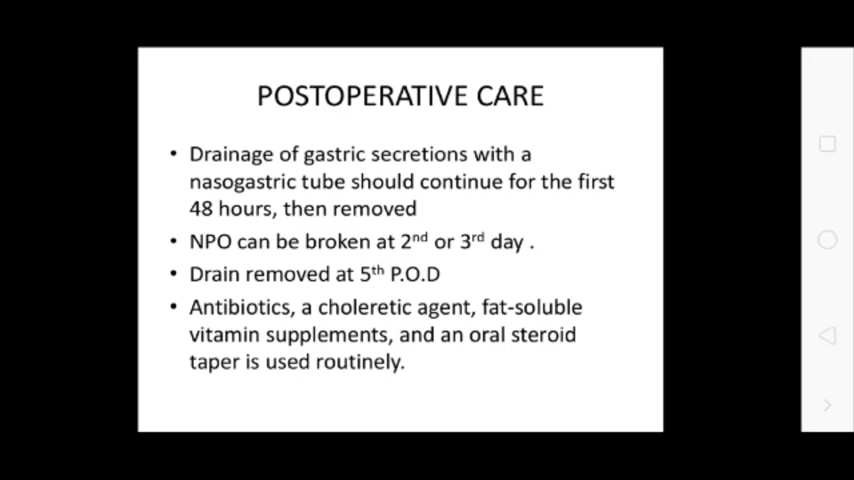 POSTOPERATIVE CARE
• Drainage of gastric secretions with a
nasogastric tube should continue for the first
48 hours, then removed
• NPO can be broken at 2nd or 3rd day .
• Drain removed at 5th P.O.D
• Antibiotics, a choleretic agent, fat-soluble
vitamin supplements, and an oral steroid
taper is used routinely.